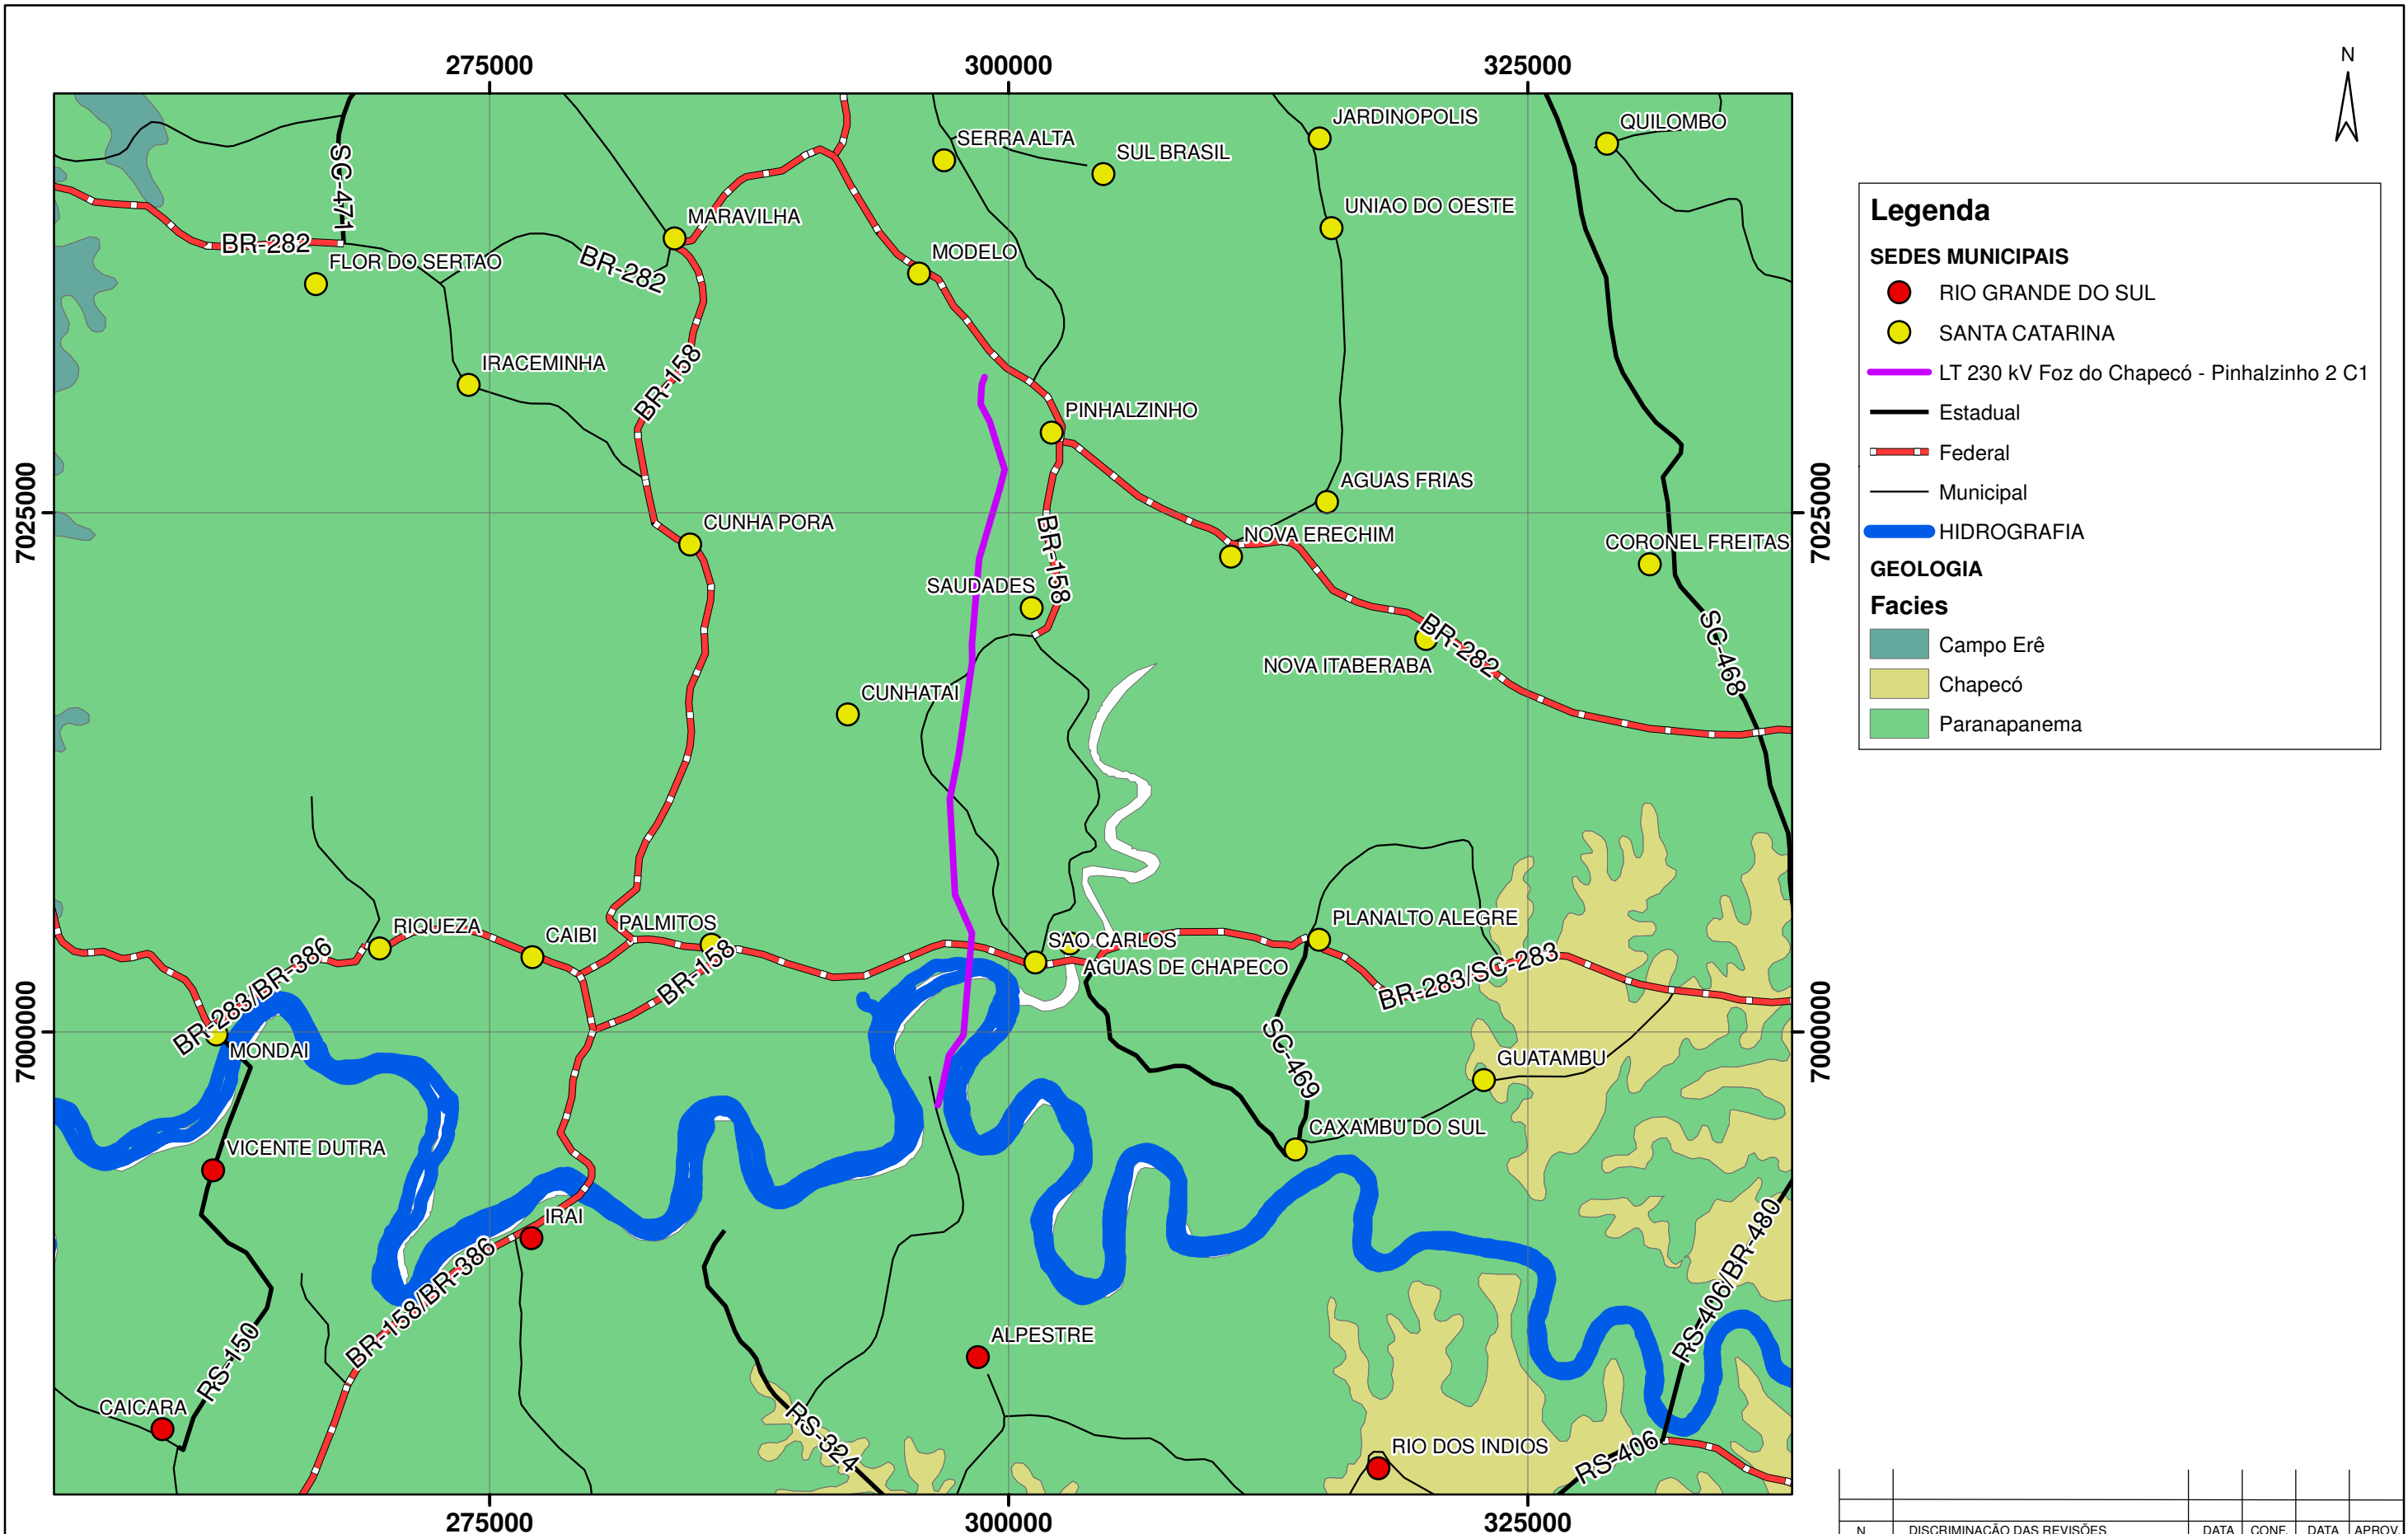 275000 300000 325000
N
JARDINOPOLIS
QUILOMBO
SERRA ALTA
SUL BRASIL
SC-471
UNIAO DO OESTE
MARAVILHA
BR-282
MODELO
FLOR DO SERTAO
BR-282
IRACEMINHA
BR-158
PINHALZINHO
7025000
7025000
AGUAS FRIAS
CUNHA PORA
NOVA ERECHIM
CORONEL FREITAS
BR-158
SAUDADES
BR-282
SC-468
NOVA ITABERABA
CUNHATAI
PLANALTO ALEGRE
RIQUEZA
PALMITOS
CAIBI
SAO CARLOS
AGUAS DE CHAPECO
BR-283/BR-386
BR-158
BR-283/SC-283
7000000
7000000
MONDAI
SC-469
GUATAMBU
CAXAMBU DO SUL
VICENTE DUTRA
IRAI
BR-158/BR-386
RS-406/BR-480
ALPESTRE
RS-150
CAICARA
RS-324
RIO DOS INDIOS
RS-406
275000 300000 325000
Legenda
SEDES MUNICIPAIS
RIO GRANDE DO SUL
SANTA CATARINA
LT 230 kV Foz do Chapecó - Pinhalzinho 2 C1
Estadual
Federal
Municipal
HIDROGRAFIA
GEOLOGIA
Facies
Campo Erê
Chapecó
Paranapanema
N DISCRIMINAÇÃO DAS REVISÕES DATA CONF. DATA APROV.